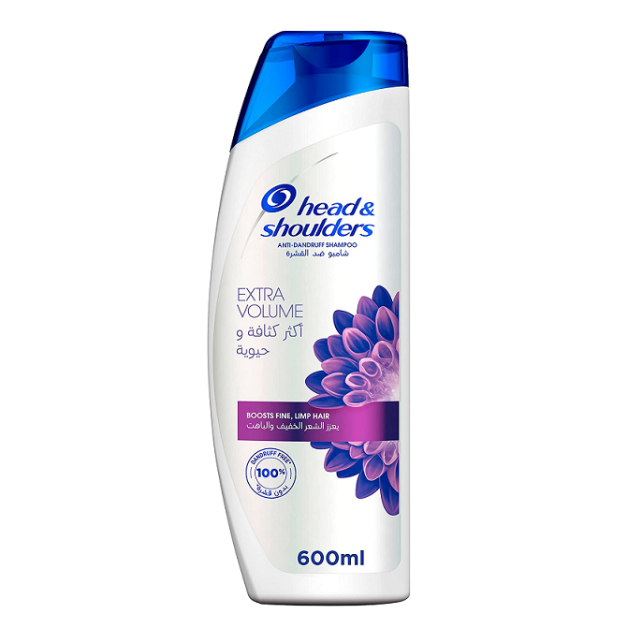 head &
shoulders
ANTI-DANDRUFF SHAMPOO
شامبو ضد القشرة
EXTRA
VOLUME
أكثر كثافة و
حيوية
BOOSTS FINE, LIMP HAIR
يعزز الشعر الخفيف والباهت
DANDRUFF FREE*
100%
بدون قشرة*
600ml